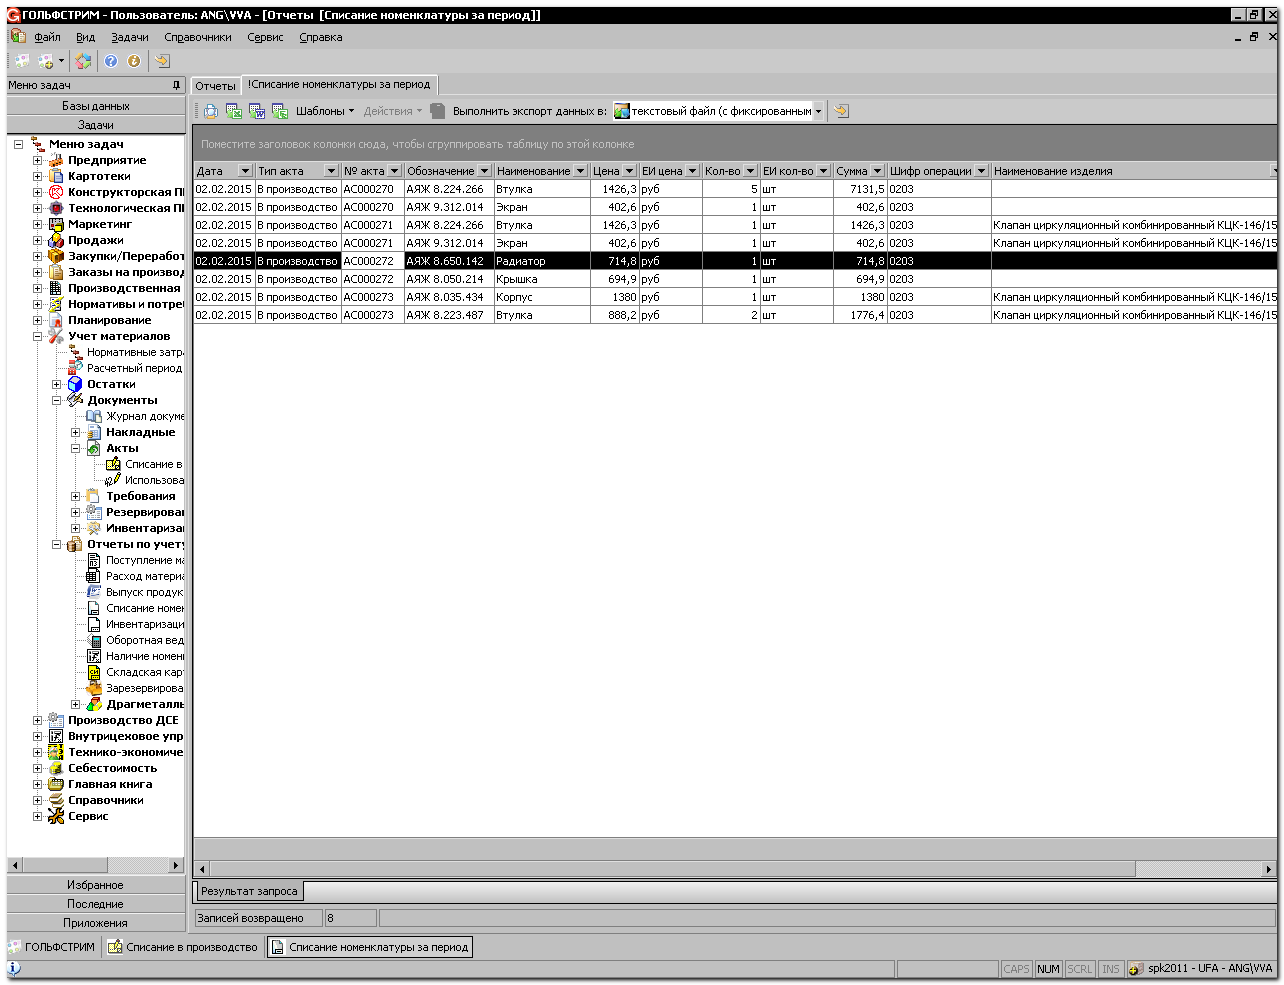 ГОЛЬФСТРИМ - Пользователь: ANG\VVA - [Отчеты  [Списание номенклатуры за период]]
Файл Вид Задачи Справочники Сервис Справка
Меню задач
Базы данных
Задачи
Меню задач
Предприятие
Картотеки
Конструкторская П
Технологическая П
Маркетинг
Продажи
Закупки/Переработ
Заказы на произво
Производственная
Нормативы и потре
Планирование
Учет материалов
Нормативные затра
Расчетный период
Остатки
Документы
Журнал докуме
Накладные
Акты
Списание в
Использова
Требования
Резервирован
Инвентариза
Отчеты по учету
Поступление ма
Расход материа
Выпуск продук
Списание номен
Инвентаризаци
Оборотная вед
Наличие номен
Складская карт
Зарезервирова
Драгметалль
Производство ДСЕ
Внутрицеховое упр
Технико-экономиче
Себестоимость
Главная книга
Справочники
Сервис
Избранное
Последние
Приложения
Отчеты !Списание номенклатуры за период
Шаблоны Действия Выполнить экспорт данных в: текстовый файл (с фиксированным
Поместите заголовок колонки сюда, чтобы сгруппировать таблицу по этой колонке
Дата Тип акта № акта Обозначение Наименование Цена ЕИ цена Кол-во ЕИ кол-во Сумма Шифр операции Наименование изделия
02.02.2015 В производство АС000270 АЯЖ 8.224.266 Втулка 1426,3 руб 5 шт 7131,5 0203
02.02.2015 В производство АС000270 АЯЖ 9.312.014 Экран 402,6 руб 1 шт 402,6 0203
02.02.2015 В производство АС000271 АЯЖ 8.224.266 Втулка 1426,3 руб 1 шт 1426,3 0203 Клапан циркуляционный комбинированный КЦК-146/15
02.02.2015 В производство АС000271 АЯЖ 9.312.014 Экран 402,6 руб 1 шт 402,6 0203 Клапан циркуляционный комбинированный КЦК-146/15
02.02.2015 В производство АС000272 АЯЖ 8.650.142 Радиатор 714,8 руб 1 шт 714,8 0203
02.02.2015 В производство АС000272 АЯЖ 8.050.214 Крышка 694,9 руб 1 шт 694,9 0203
02.02.2015 В производство АС000273 АЯЖ 8.035.434 Корпус 1380 руб 1 шт 1380 0203 Клапан циркуляционный комбинированный КЦК-146/15
02.02.2015 В производство АС000273 АЯЖ 8.223.487 Втулка 888,2 руб 2 шт 1776,4 0203 Клапан циркуляционный комбинированный КЦК-146/15
Результат запроса
Записей возвращено 8
ГОЛЬФСТРИМ Списание в производство Списание номенклатуры за период
CAPS NUM SCRL INS spk2011 - UFA - ANG\VVA